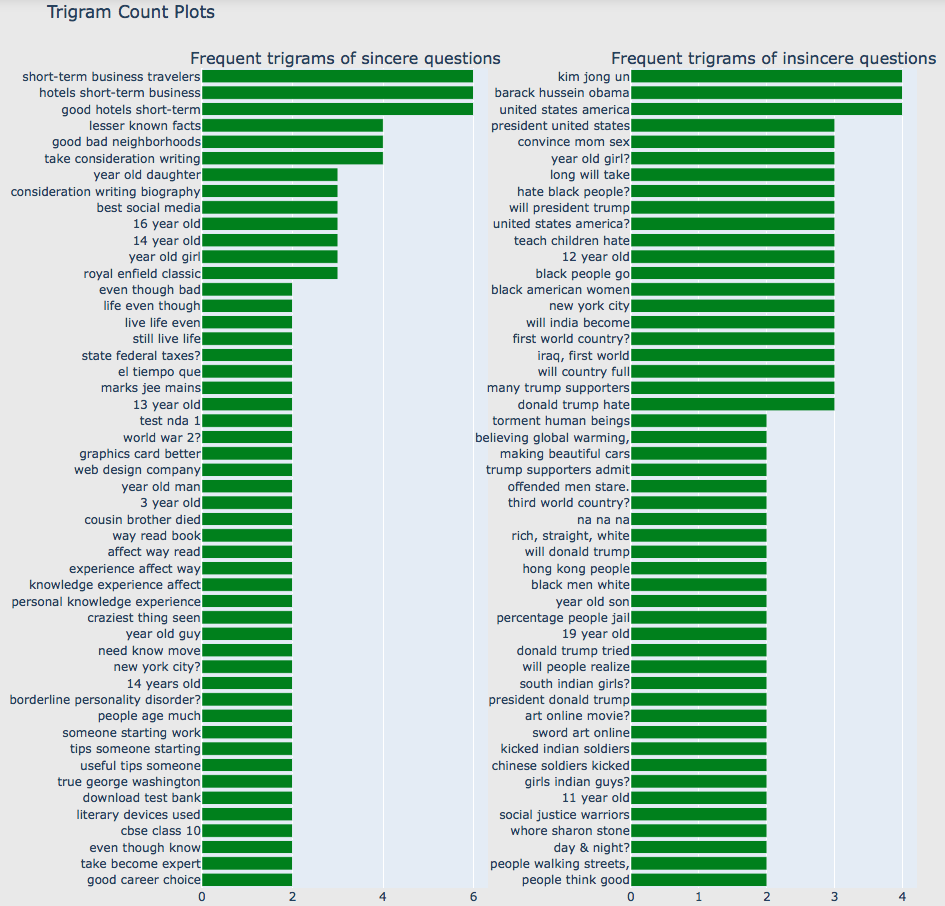 Trigram Count Plots
Frequent trigrams of sincere questions
short-term business travelers
hotels short-term business
good hotels short-term
lesser known facts
good bad neighborhoods
take consideration writing
year old daughter
consideration writing biography
best social media
16 year old
14 year old
year old girl
royal enfield classic
even though bad
life even though
live life even
still live life
state federal taxes?
el tiempo que
marks jee mains
13 year old
test nda 1
world war 2?
graphics card better
web design company
year old man
3 year old
cousin brother died
way read book
affect way read
experience affect way
knowledge experience affect
personal knowledge experience
craziest thing seen
year old guy
need know move
new york city?
14 years old
borderline personality disorder?
people age much
someone starting work
tips someone starting
useful tips someone
true george washington
download test bank
literary devices used
cbse class 10
even though know
take become expert
good career choice
0 2 4 6
Frequent trigrams of insincere questions
kim jong un
barack hussein obama
united states america
president united states
convince mom sex
year old girl?
long will take
hate black people?
will president trump
united states america?
teach children hate
12 year old
black people go
black american women
new york city
will india become
first world country?
iraq, first world
will country full
many trump supporters
donald trump hate
torment human beings
believing global warming,
making beautiful cars
trump supporters admit
offended men stare.
third world country?
na na na
rich, straight, white
will donald trump
hong kong people
black men white
year old son
percentage people jail
19 year old
donald trump tried
will people realize
south indian girls?
president donald trump
art online movie?
sword art online
kicked indian soldiers
chinese soldiers kicked
girls indian guys?
11 year old
social justice warriors
whore sharon stone
day & night?
people walking streets,
people think good
0 1 2 3 4